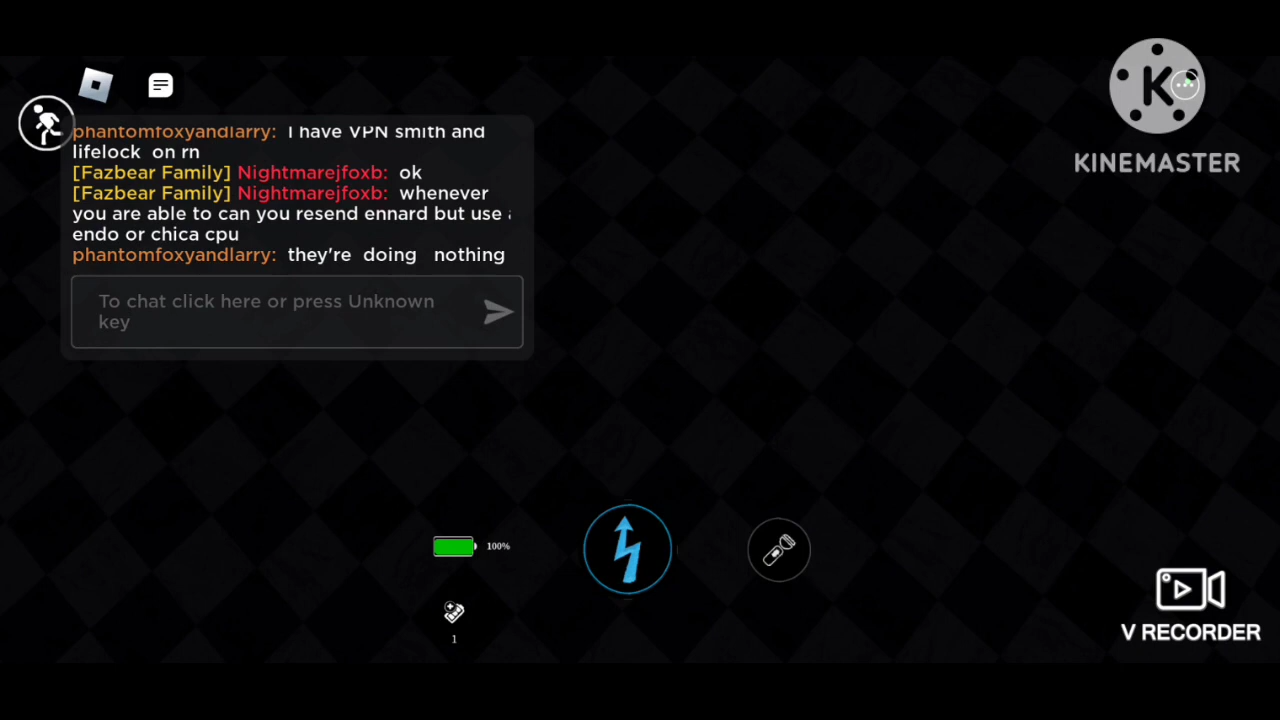 phantomfoxyandlarry: I have VPN smith and
lifelock on rn
[Fazbear Family] Nightmarejfoxb: ok
[Fazbear Family] Nightmarejfoxb: whenever
you are able to can you resend ennard but use
endo or chica cpu
phantomfoxyandlarry: they're doing nothing
To chat click here or press Unknown
key
K
KINEMASTER
100%
1
V RECORDER